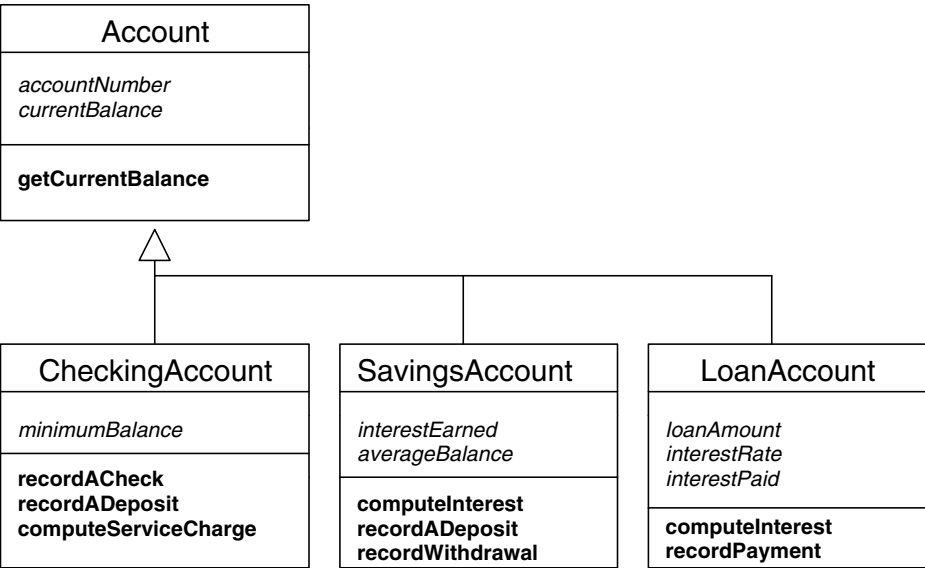 Account
accountNumber
currentBalance
getCurrentBalance
CheckingAccount
minimumBalance
recordACheck
recordADeposit
computeServiceCharge
SavingsAccount
interestEarned
averageBalance
computeInterest
recordADeposit
recordWithdrawal
LoanAccount
loanAmount
interestRate
interestPaid
computeInterest
recordPayment